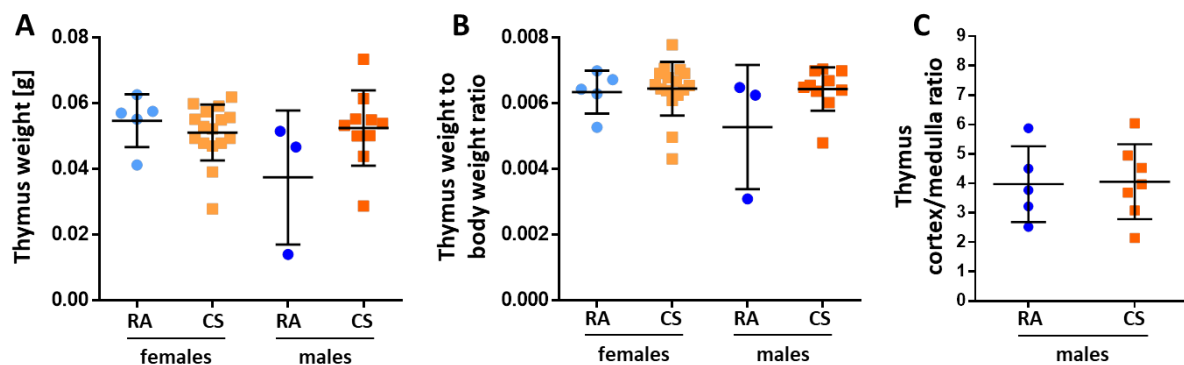 A
Thymus weight [g]
0.08
0.06
0.04
0.02
0.00
RA
CS
RA
CS
females
males
B
Thymus weight to
body weight ratio
0.008
0.006
0.004
0.002
0.000
RA
CS
RA
CS
females
males
C
Thymus
cortex/medulla ratio
9
8
7
6
5
4
3
2
1
0
RA
CS
males